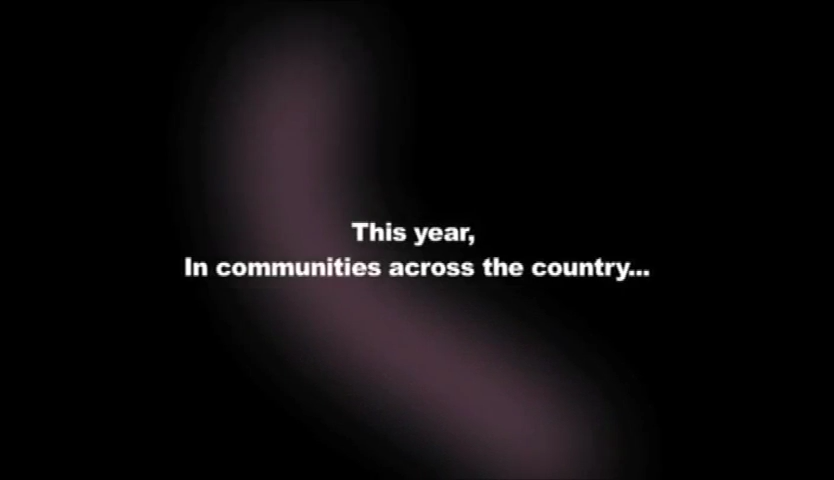 This year,
In communities across the country...